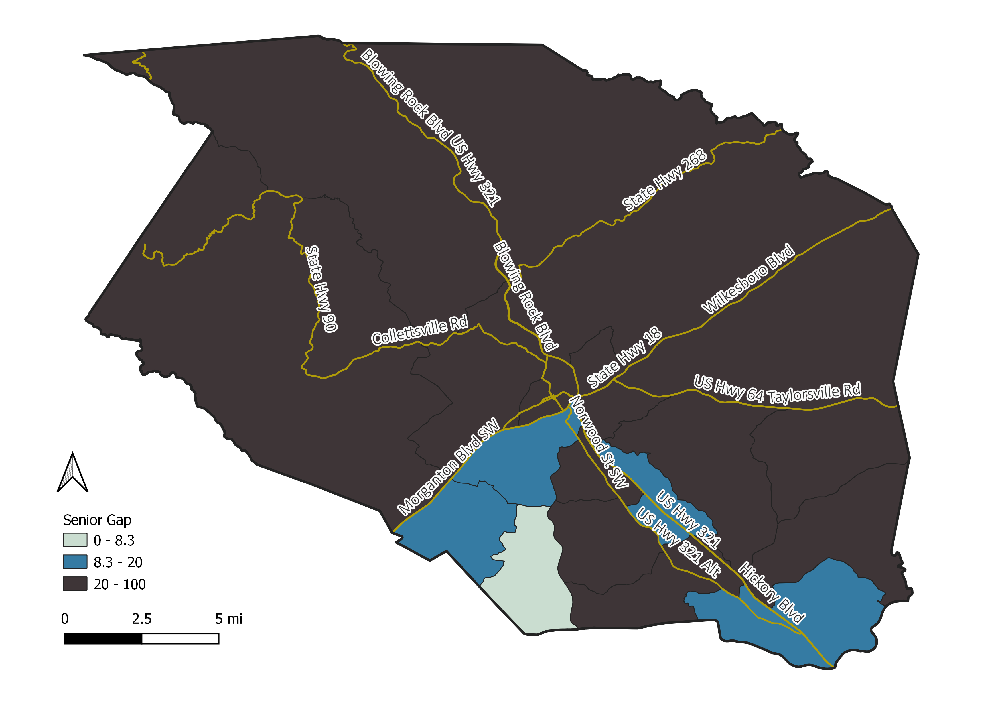 Blowing Rock Blvd US Hwy 321
State Hwy 268
Blowing Rock Blvd
Wilkesboro Blvd
State Hwy 90
Collettsville Rd
State Hwy 18
US Hwy 64 Taylorsville Rd
Norwood St SW
Morganton Blvd SW
US Hwy 321
US Hwy 321 Alt
Hickory Blvd
Senior Gap
0 - 8.3
8.3 - 20
20 - 100
0 2.5 5 mi